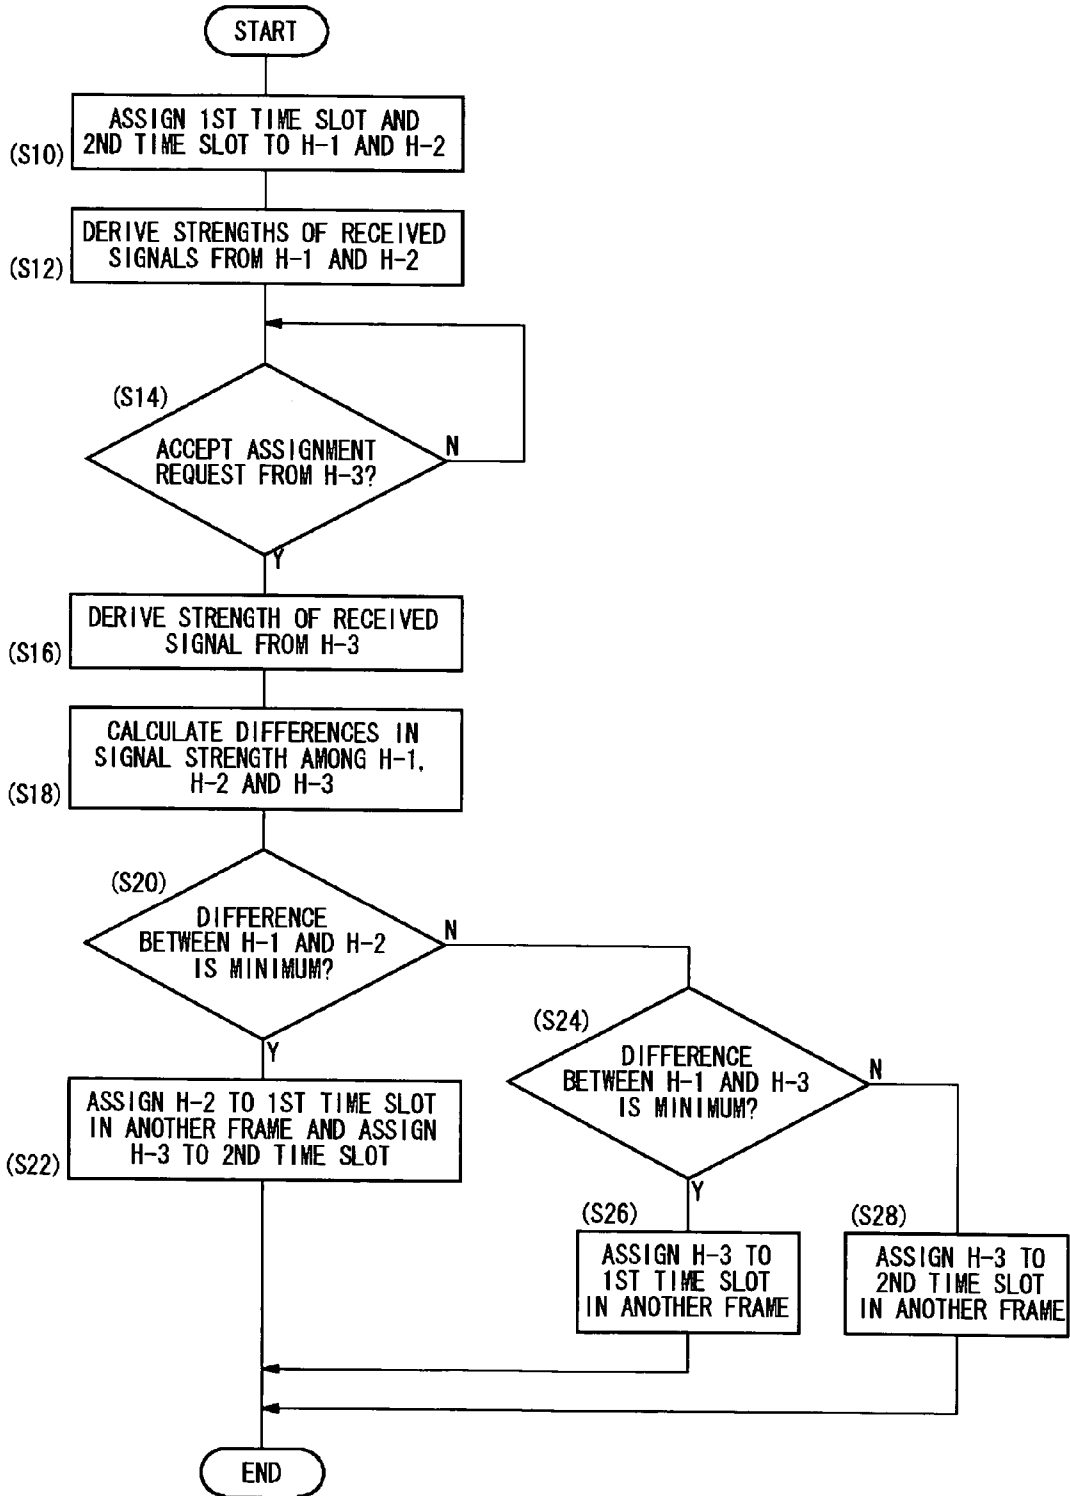 START
ASSIGN 1ST TIME SLOT AND
2ND TIME SLOT TO H-1 AND H-2
(S10)
DERIVE STRENGTHS OF RECEIVED
SIGNALS FROM H-1 AND H-2
(S12)
(S14)
ACCEPT ASSIGNMENT
REQUEST FROM H-3?
N
Y
DERIVE STRENGTH OF RECEIVED
SIGNAL FROM H-3
(S16)
CALCULATE DIFFERENCES IN
SIGNAL STRENGTH AMONG H-1,
H-2 AND H-3
(S18)
(S20)
DIFFERENCE
BETWEEN H-1 AND H-2
IS MINIMUM?
N
Y
ASSIGN H-2 TO 1ST TIME SLOT
IN ANOTHER FRAME AND ASSIGN
H-3 TO 2ND TIME SLOT
(S22)
(S24)
DIFFERENCE
BETWEEN H-1 AND H-3
IS MINIMUM?
N
Y
(S26)
ASSIGN H-3 TO
1ST TIME SLOT
IN ANOTHER FRAME
(S28)
ASSIGN H-3 TO
2ND TIME SLOT
IN ANOTHER FRAME
END